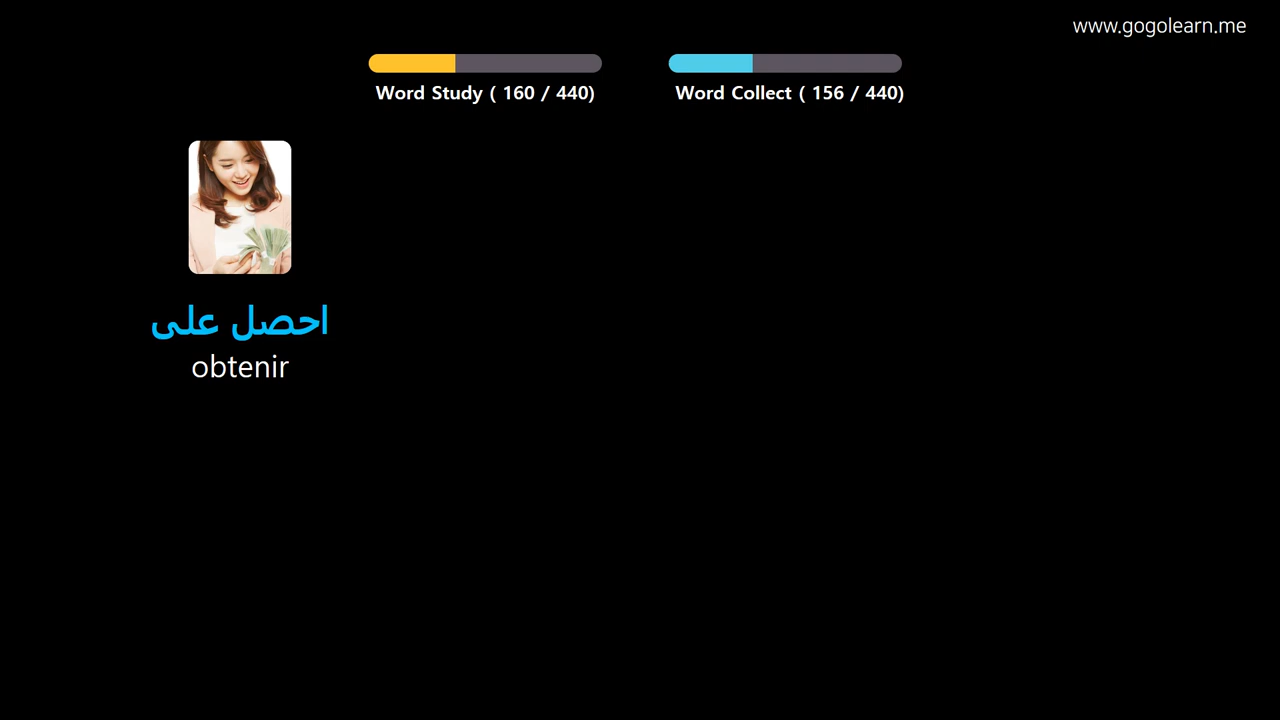 www.gogolearn.me
Word Study ( 160 / 440)
Word Collect ( 156 / 440)
احصل على
obtenir